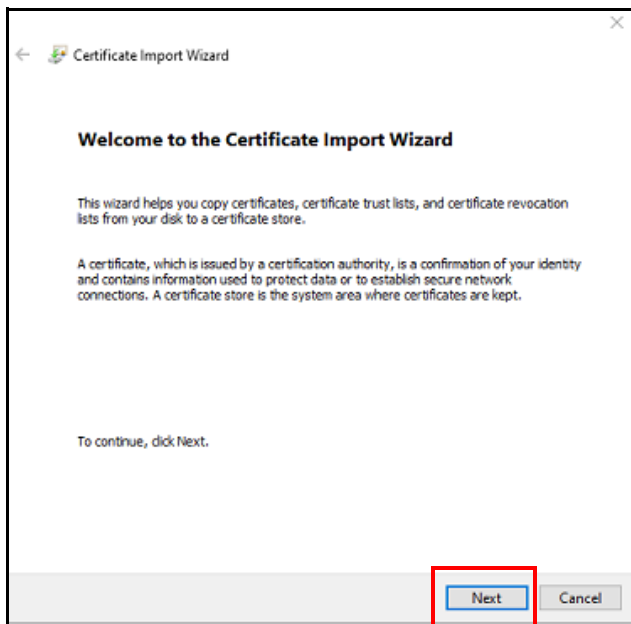 Certificate Import Wizard
Welcome to the Certificate Import Wizard
This wizard helps you copy certificates, certificate trust lists, and certificate revocation
lists from your disk to a certificate store.
A certificate, which is issued by a certification authority, is a confirmation of your identity
and contains information used to protect data or to establish secure network
connections. A certificate store is the system area where certificates are kept.
To continue, click Next.
Next Cancel